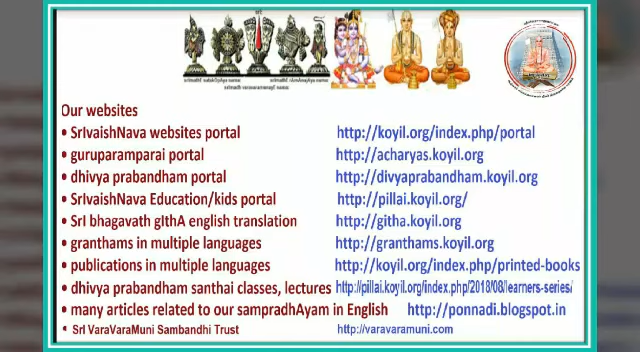 Our websites
• SrIvaishNava websites portal http://koyil.org/index.php/portal
• guruparamparai portal http://acharyas.koyil.org
• dhivya prabandham portal http://divyaprabandham.koyil.org
• SrIvaishNava Education/kids portal http://pillai.koyil.org/
• SrI bhagavath gIthA english translation http://githa.koyil.org
• granthams in multiple languages http://granthams.koyil.org
• publications in multiple languages http://koyil.org/index.php/printed-books
• dhivya prabandham santhai classes, lectures http://pillai.koyil.org/index.php/2018/08/learners-series/
• many articles related to our sampradhAyam in English http://ponnadi.blogspot.in
• SrI VaraVaraMuni Sambandhi Trust http://varavaramuni.com